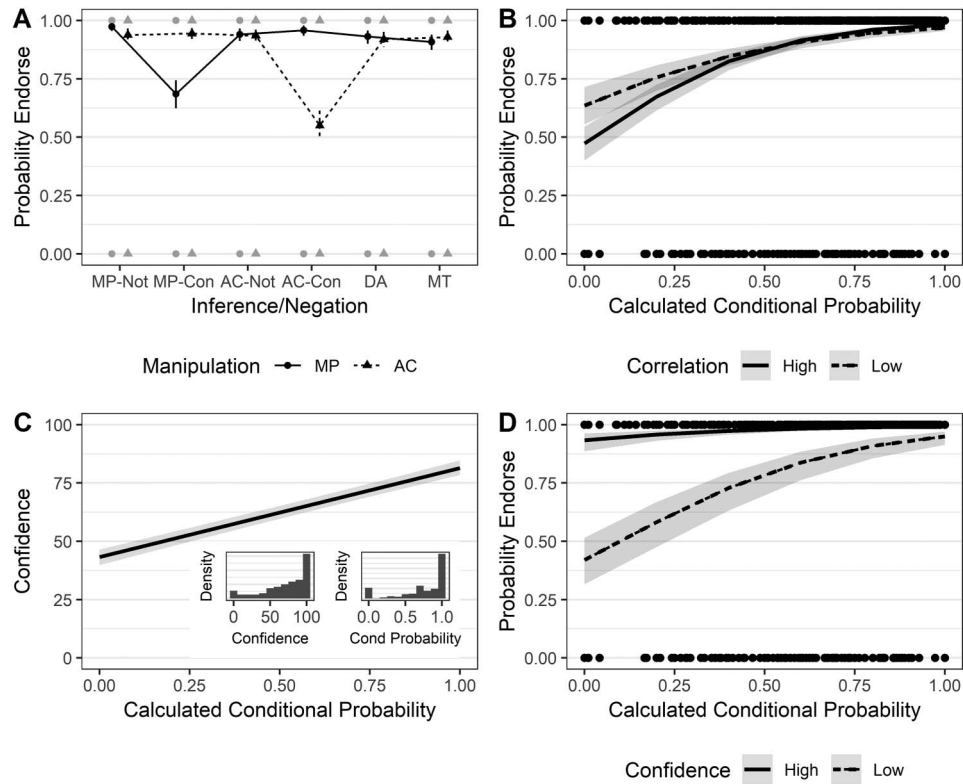 A
Probability Endorse
1.00
0.75
0.50
0.25
0.00
MP-Not MP-Con AC-Not AC-Con DA MT
Inference/Negation
Manipulation MP AC
B
Probability Endorse
1.00
0.75
0.50
0.25
0.00
0.00 0.25 0.50 0.75 1.00
Calculated Conditional Probability
Correlation High Low
C
Confidence
100
75
50
25
0
Density
0 50 100
Confidence
Density
0.0 0.5 1.0
Cond Probability
0.00 0.25 0.50 0.75 1.00
Calculated Conditional Probability
D
Probability Endorse
1.00
0.75
0.50
0.25
0.00
0.00 0.25 0.50 0.75 1.00
Calculated Conditional Probability
Confidence High Low